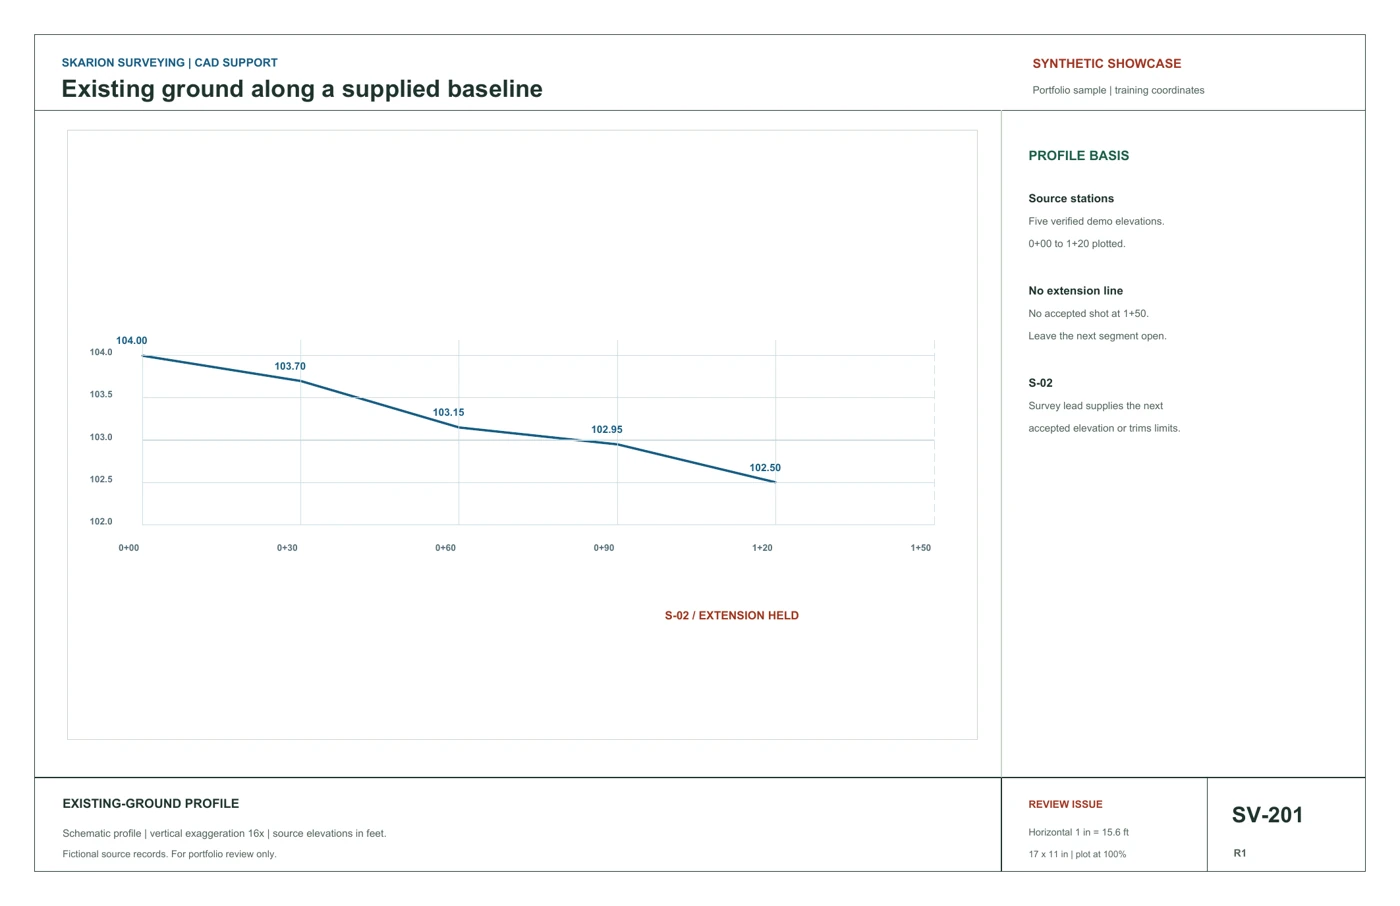 SKARION SURVEYING | CAD SUPPORT
Existing ground along a supplied baseline
SYNTHETIC SHOWCASE
Portfolio sample | training coordinates
104.00
103.70
103.15
102.95
102.50
104.0
103.5
103.0
102.5
102.0
0+00
0+30
0+60
0+90
1+20
1+50
S-02 / EXTENSION HELD
PROFILE BASIS
Source stations
Five verified demo elevations.
0+00 to 1+20 plotted.
No extension line
No accepted shot at 1+50.
Leave the next segment open.
S-02
Survey lead supplies the next
accepted elevation or trims limits.
EXISTING-GROUND PROFILE
Schematic profile | vertical exaggeration 16x | source elevations in feet.
Fictional source records. For portfolio review only.
REVIEW ISSUE
Horizontal 1 in = 15.6 ft
17 x 11 in | plot at 100%
SV-201
R1